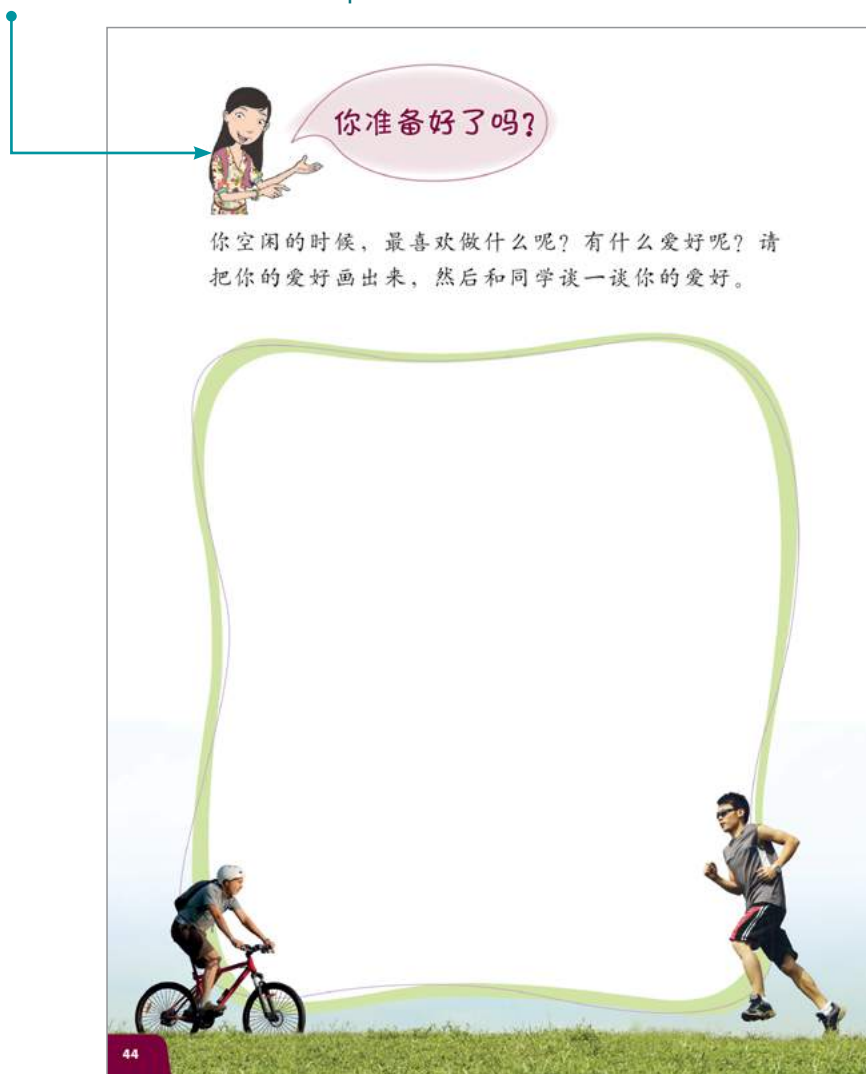 你准备好了吗?
你空闲的时候，最喜欢做什么呢？有什么爱好呢？请
把你的爱好画出来，然后和同学谈一谈你的爱好。
44